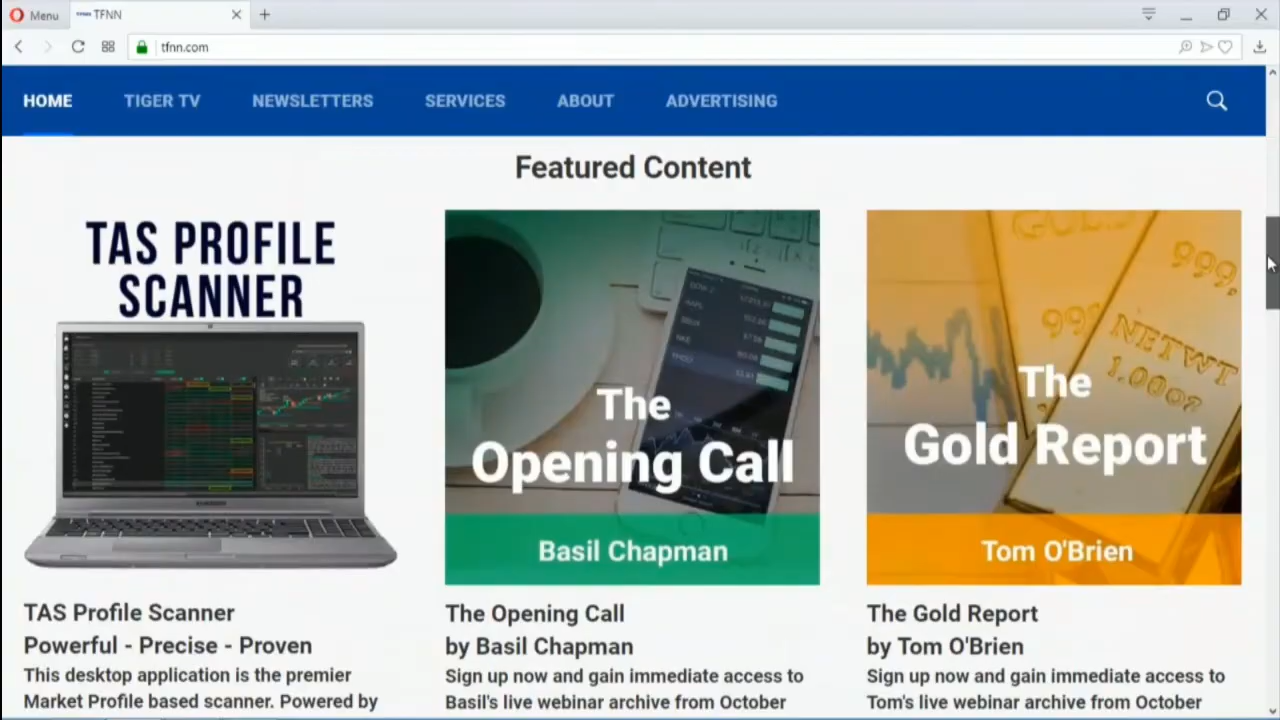 Menu
TFNN
tfnn.com
HOME
TIGER TV
NEWSLETTERS
SERVICES
ABOUT
ADVERTISING
Featured Content
TAS PROFILE
SCANNER
The
Opening Call
Basil Chapman
GOLD
999,
999
NETWT
The
Gold Report
Tom O'Brien
TAS Profile Scanner
Powerful - Precise - Proven
This desktop application is the premier
Market Profile based scanner. Powered by
The Opening Call
by Basil Chapman
Sign up now and gain immediate access to
Basil's live webinar archive from October
The Gold Report
by Tom O'Brien
Sign up now and gain immediate access to
Tom's live webinar archive from October